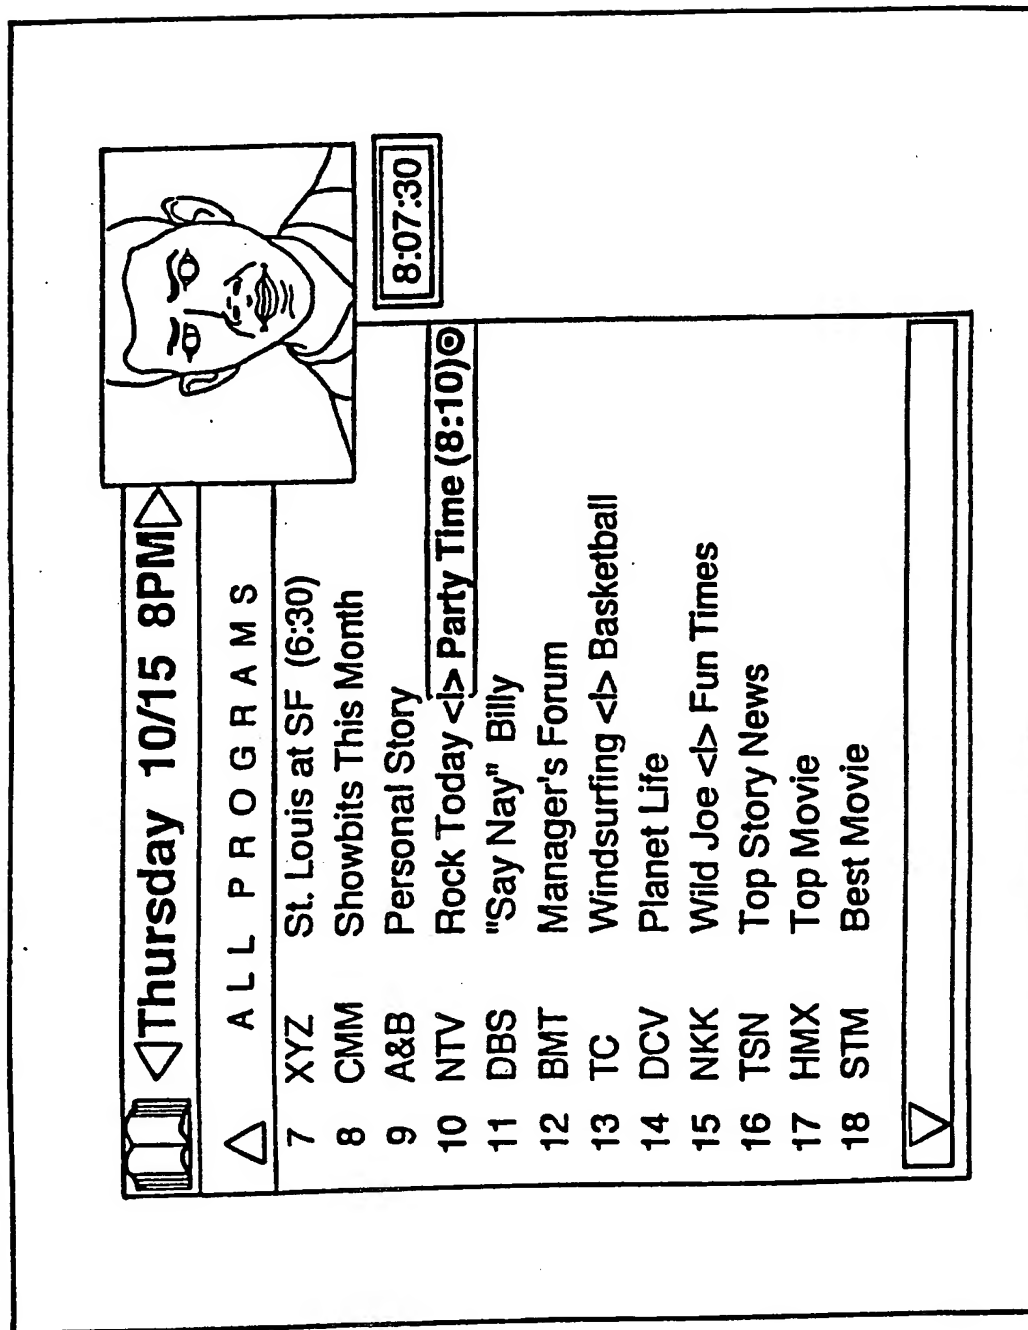 Thursday 10/15 8PM
ALL PROGRAMS
8:07:30
7 XYZ St. Louis at SF (6:30)
8 CMM Showbits This Month
9 A&B Personal Story
10 NTV Rock Today <I> Party Time (8:10)
11 DBS "Say Nay" Billy
12 BMT Manager's Forum
13 TC Windsurfing <I> Basketball
14 DCV Planet Life
15 NKK Wild Joe <I> Fun Times
16 TSN Top Story News
17 HMX Top Movie
18 STM Best Movie